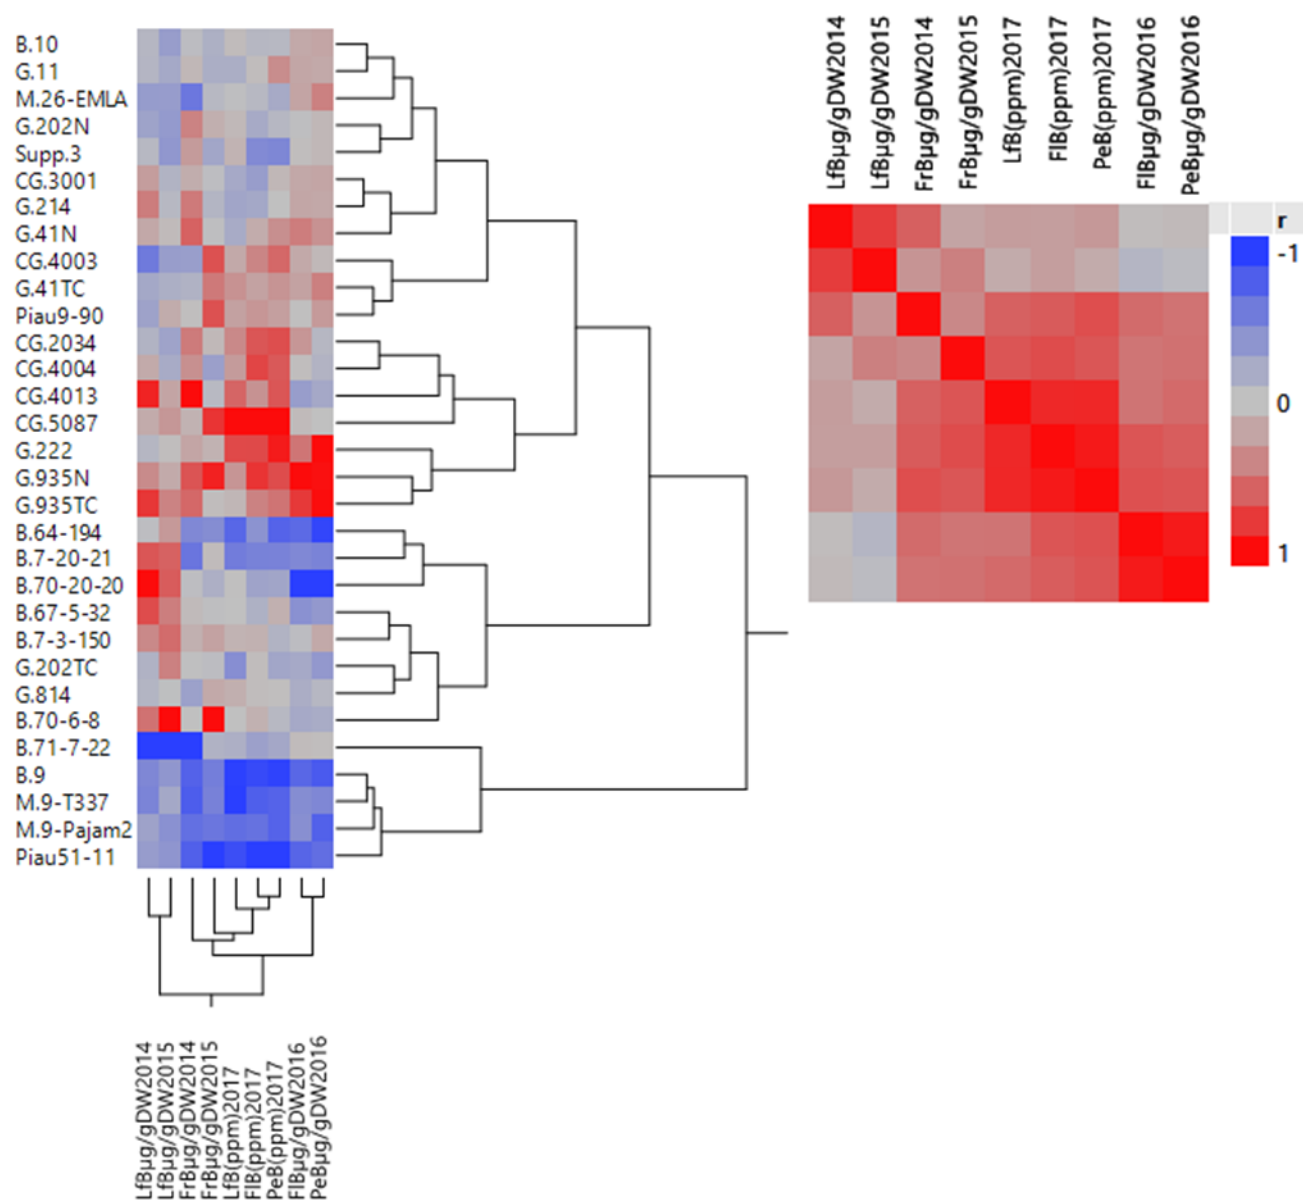 B.10
G.11
M.26-EMLA
G.202N
Supp.3
CG.3001
G.214
G.41N
CG.4003
G.41TC
Piau9-90
CG.2034
CG.4004
CG.4013
CG.5087
G.222
G.935N
G.935TC
B.64-194
B.7-20-21
B.70-20-20
B.67-5-32
B.7-3-150
G.202TC
G.814
B.70-6-8
B.71-7-22
B.9
M.9-T337
M.9-Pajam2
Piau51-11
LfBµg/gDW2014
LfBµg/gDW2015
FrBµg/gDW2014
FrBµg/gDW2015
LfB(ppm)2017
FlB(ppm)2017
PeB(ppm)2017
FlBµg/gDW2016
PeBµg/gDW2016
LfBµg/gDW2014
LfBµg/gDW2015
FrBµg/gDW2014
FrBµg/gDW2015
LfB(ppm)2017
FlB(ppm)2017
PeB(ppm)2017
FlBµg/gDW2016
PeBµg/gDW2016
r
-1
0
1